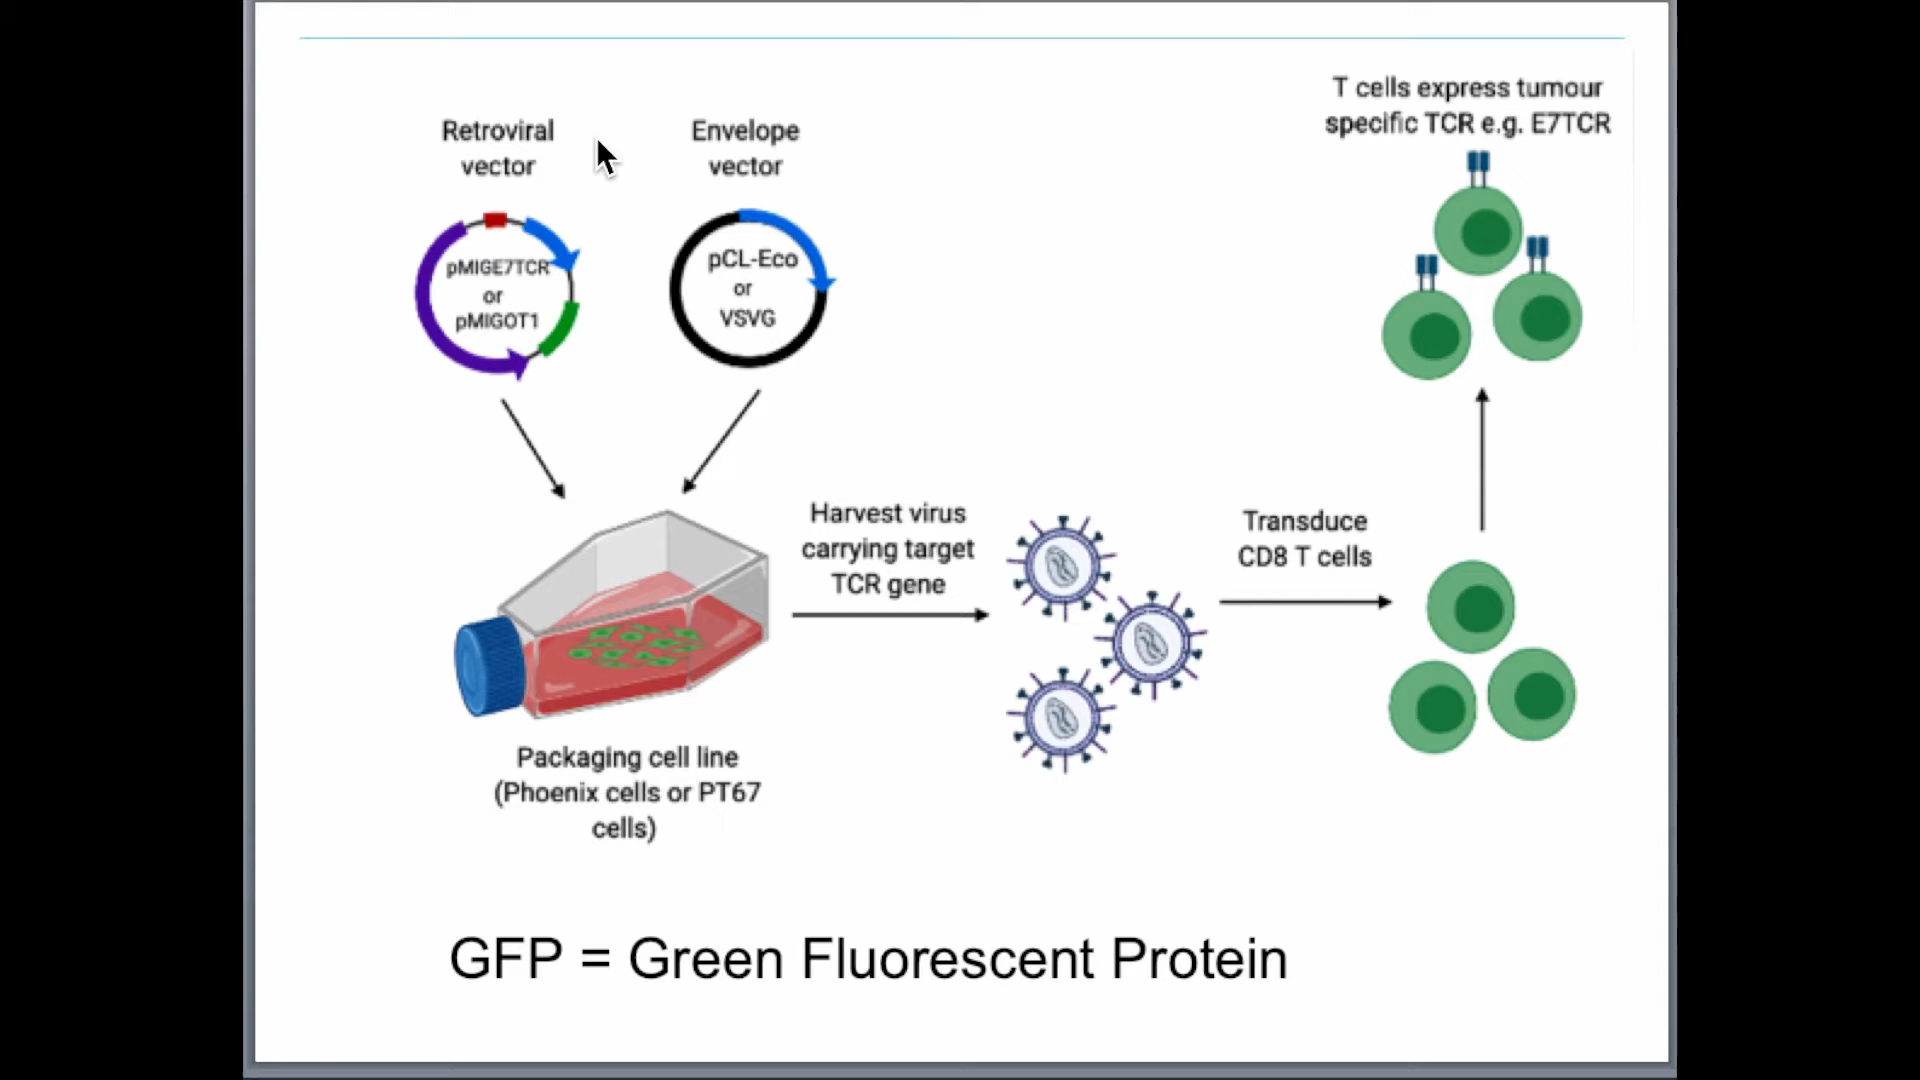 Retroviral
vector
Envelope
vector
T cells express tumour
specific TCR e.g. E7TCR
pMIGE7TCR
or
pMIGOT1
pCL-Eco
or
VSVG
Harvest virus
carrying target
TCR gene
Transduce
CD8 T cells
Packaging cell line
(Phoenix cells or PT67
cells)
GFP = Green Fluorescent Protein